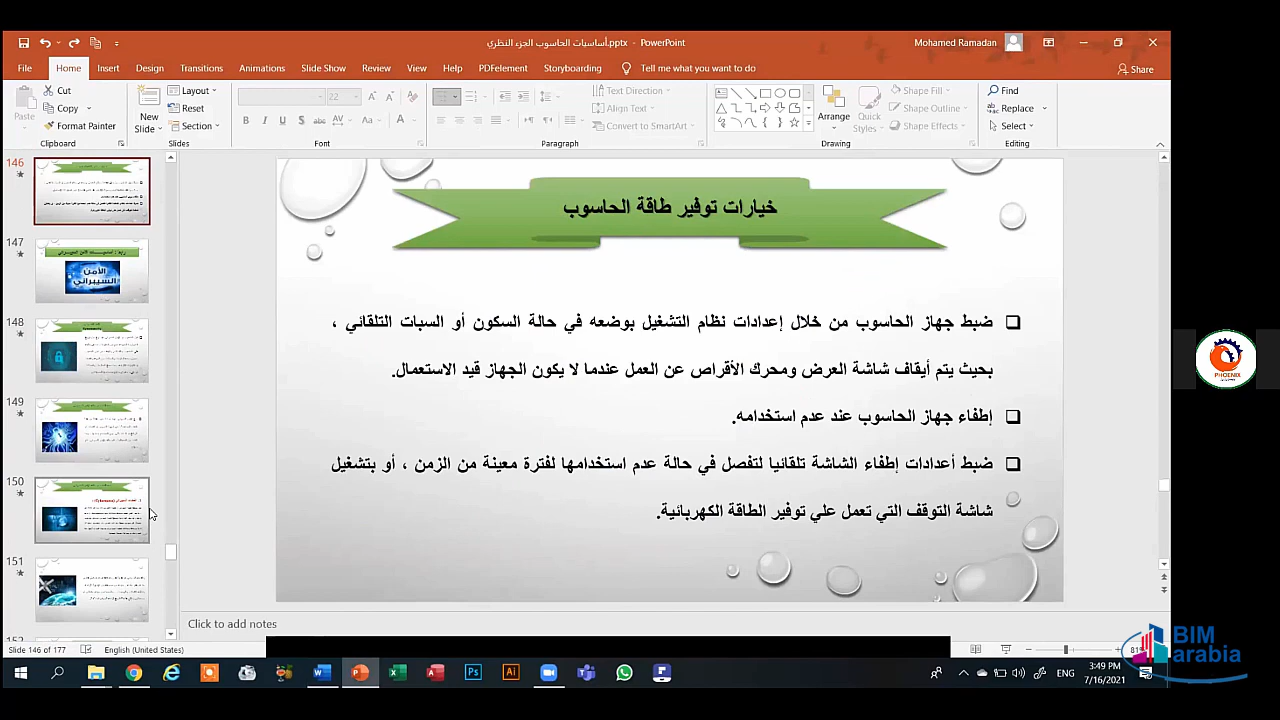 أساسيات الحاسوب الجزء النظري.pptx - PowerPoint
Mohamed Ramadan
File
Home
Insert
Design
Transitions
Animations
Slide Show
Review
View
Help
PDFelement
Storyboarding
Tell me what you want to do
Share
Paste
Cut
Copy
Format Painter
Clipboard
New Slide
Layout
Reset
Section
Slides
22
Font
Text Direction
Align Text
Convert to SmartArt
Paragraph
Arrange
Quick Styles
Shape Fill
Shape Outline
Shape Effects
Drawing
Find
Replace
Select
Editing
146
147
الأمن السيبراني
148
149
150
151
خيارات توفير طاقة الحاسوب
ضبط جهاز الحاسوب من خلال إعدادات نظام التشغيل بوضعه في حالة السكون أو السبات التلقائي ،
بحيث يتم أيقاف شاشة العرض ومحرك الأقراص عن العمل عندما لا يكون الجهاز قيد الاستعمال.
إطفاء جهاز الحاسوب عند عدم استخدامه.
ضبط أعدادات إطفاء الشاشة تلقائيا لتفصل في حالة عدم استخدامها لفترة معينة من الزمن ، أو بتشغيل
شاشة التوقف التي تعمل علي توفير الطاقة الكهربائية.
Click to add notes
Slide 146 of 177
English (United States)
ENG
3:49 PM
7/16/2021
PHOENIX
BIM
arabia